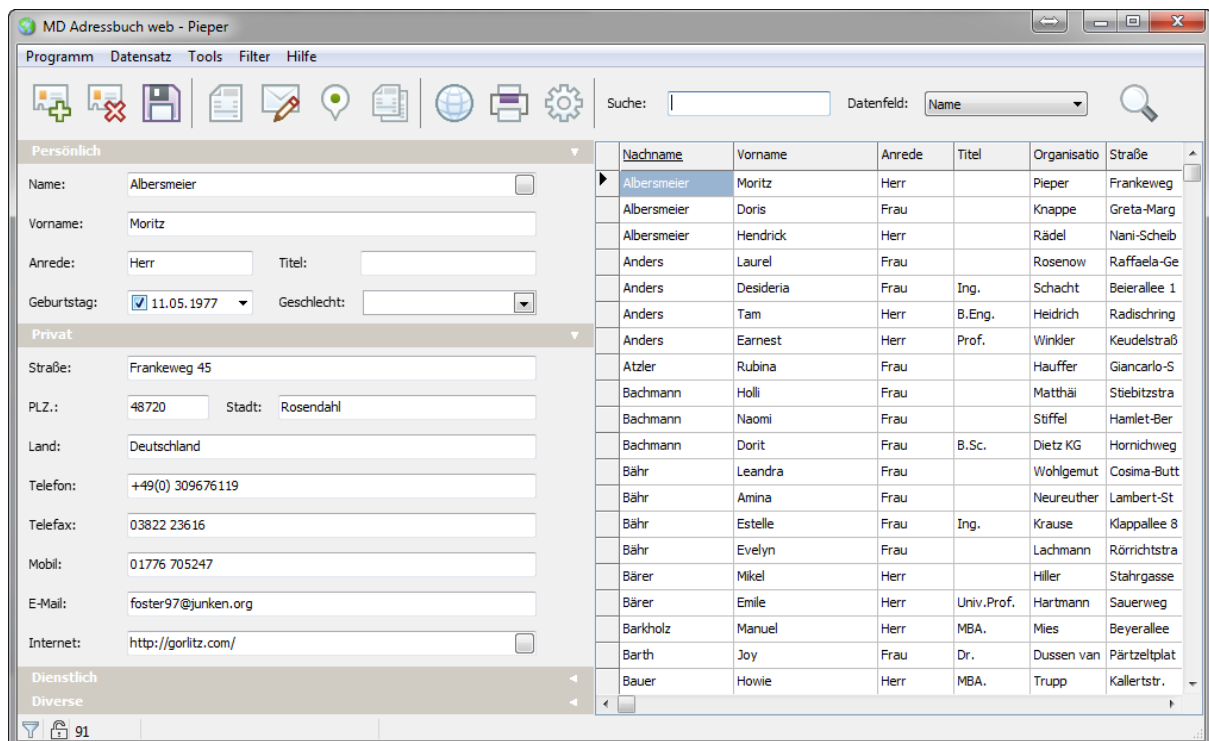 MD Adressbuch web - Pieper
Programm Datensatz Tools Filter Hilfe
Suche: Datenfeld: Name
Persönlich
Name: Albersmeier
Vorname: Moritz
Anrede: Herr Titel:
Geburtstag: 11.05.1977 Geschlecht:
Privat
Straße: Frankeweg 45
PLZ.: 48720 Stadt: Rosendahl
Land: Deutschland
Telefon: +49(0) 309676119
Telefax: 03822 23616
Mobil: 01776 705247
E-Mail: foster97@junken.org
Internet: http://gorlitz.com/
Dienstlich
Diverse
Nachname Vorname Anrede Titel Organisatio Straße
Albersmeier Moritz Herr Pieper Frankeweg
Albersmeier Doris Frau Knappe Greta-Marg
Albersmeier Hendrick Herr Rädel Nani-Scheib
Anders Laurel Frau Rosenow Raffaela-Ge
Anders Desideria Frau Ing. Schacht Beierallee 1
Anders Tam Herr B.Eng. Heidrich Radischring
Anders Earnest Herr Prof. Winkler Keudelstraß
Atzler Rubina Frau Hauffer Giancarlo-S
Bachmann Holli Frau Matthäi Stiebitzstra
Bachmann Naomi Frau Stiffel Hamlet-Ber
Bachmann Dorit Frau B.Sc. Dietz KG Hornichweg
Bähr Leandra Frau Wohlgemut Cosima-Butt
Bähr Amina Frau Neureuther Lambert-St
Bähr Estelle Frau Ing. Krause Klappallee 8
Bähr Evelyn Frau Lachmann Rörrichtstra
Bärer Mikel Herr Hiller Stahrgasse
Bärer Emile Herr Univ.Prof. Hartmann Sauerweg
Barkholz Manuel Herr MBA. Mies Beyerallee
Barth Joy Frau Dr. Dussen van Pärtzeltplat
Bauer Howie Herr MBA. Trupp Kallertstr.
91